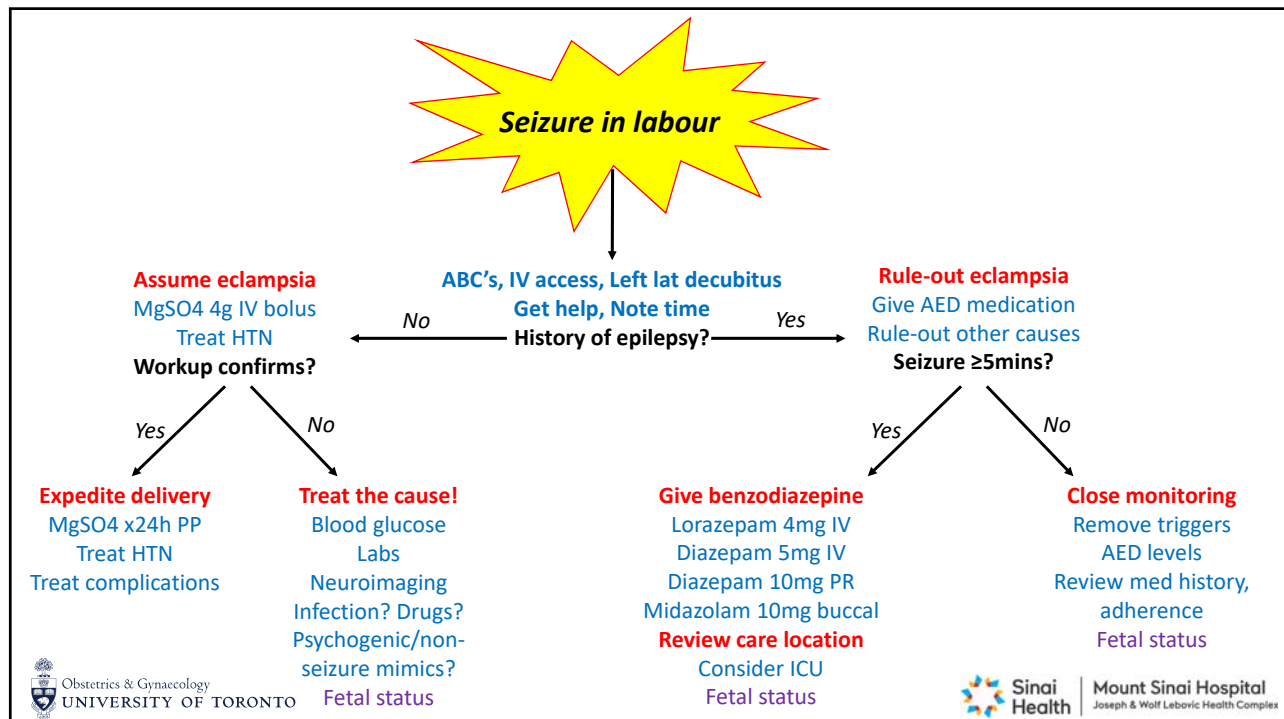 Seizure in labour
ABC's, IV access, Left lat decubitus
Get help, Note time
History of epilepsy?
No
Yes
Assume eclampsia
MgSO4 4g IV bolus
Treat HTN
Workup confirms?
Yes
No
Expedite delivery
MgSO4 x24h PP
Treat HTN
Treat complications
Treat the cause!
Blood glucose
Labs
Neuroimaging
Infection? Drugs?
Psychogenic/non-
seizure mimics?
Fetal status
Rule-out eclampsia
Give AED medication
Rule-out other causes
Seizure ≥5mins?
Yes
No
Give benzodiazepine
Lorazepam 4mg IV
Diazepam 5mg IV
Diazepam 10mg PR
Midazolam 10mg buccal
Review care location
Consider ICU
Fetal status
Close monitoring
Remove triggers
AED levels
Review med history,
adherence
Fetal status
Obstetrics & Gynaecology
UNIVERSITY OF TORONTO
Sinai
Health
Mount Sinai Hospital
Joseph & Wolf Lebovic Health Complex